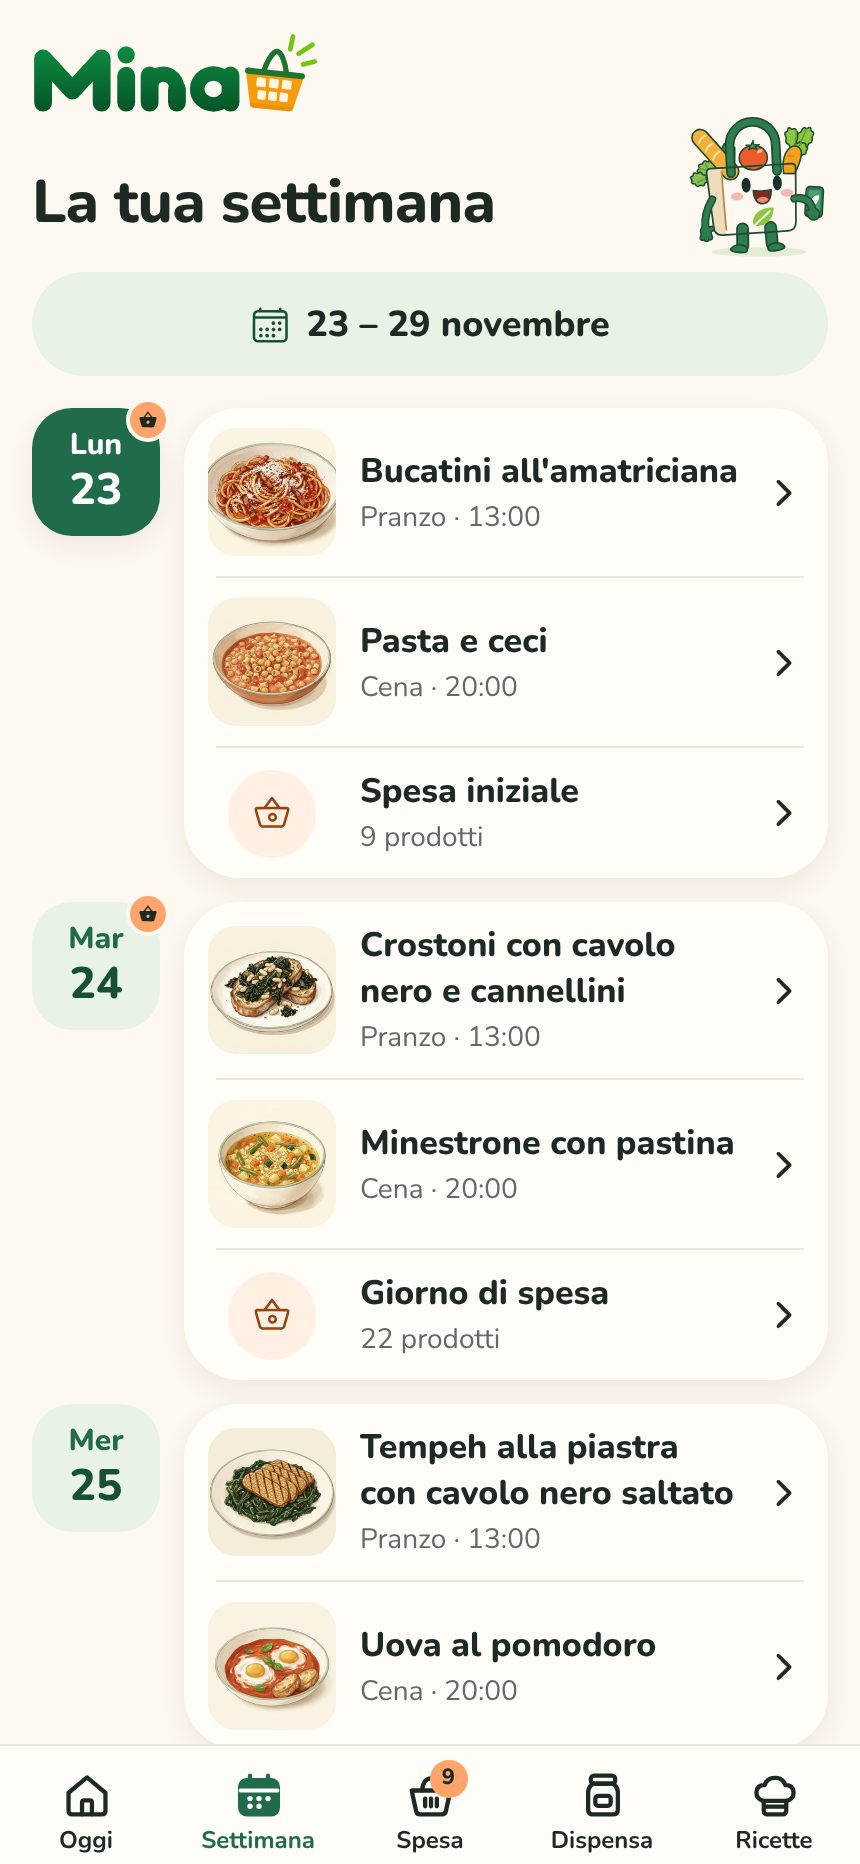 Mina
La tua settimana
23 – 29 novembre
Lun
23
Bucatini all'amatriciana
Pranzo · 13:00
Pasta e ceci
Cena · 20:00
Spesa iniziale
9 prodotti
Mar
24
Crostoni con cavolo
nero e cannellini
Pranzo · 13:00
Minestrone con pastina
Cena · 20:00
Giorno di spesa
22 prodotti
Mer
25
Tempeh alla piastra
con cavolo nero saltato
Pranzo · 13:00
Uova al pomodoro
Cena · 20:00
9
Oggi
Settimana
Spesa
Dispensa
Ricette